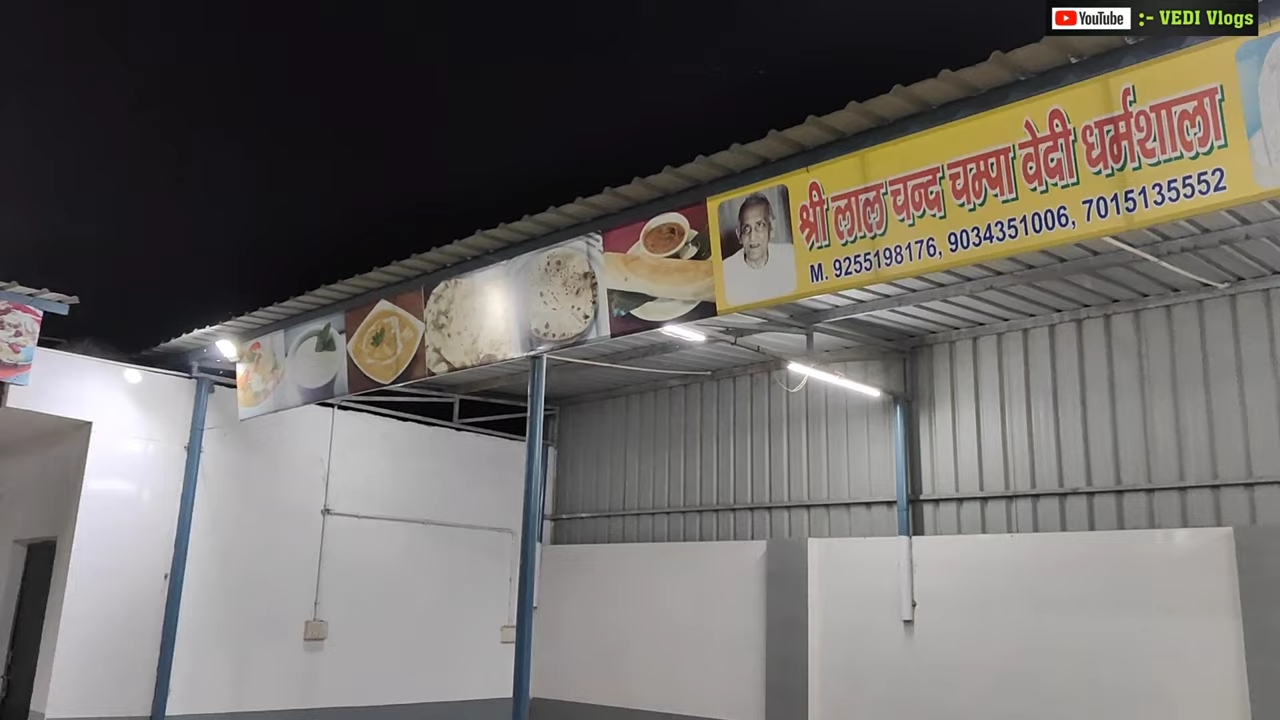 YouTube :- VEDI Vlogs
श्री लाल चन्द चम्पा वेदी धर्मशाला
M. 9255198176, 9034351006, 7015135552